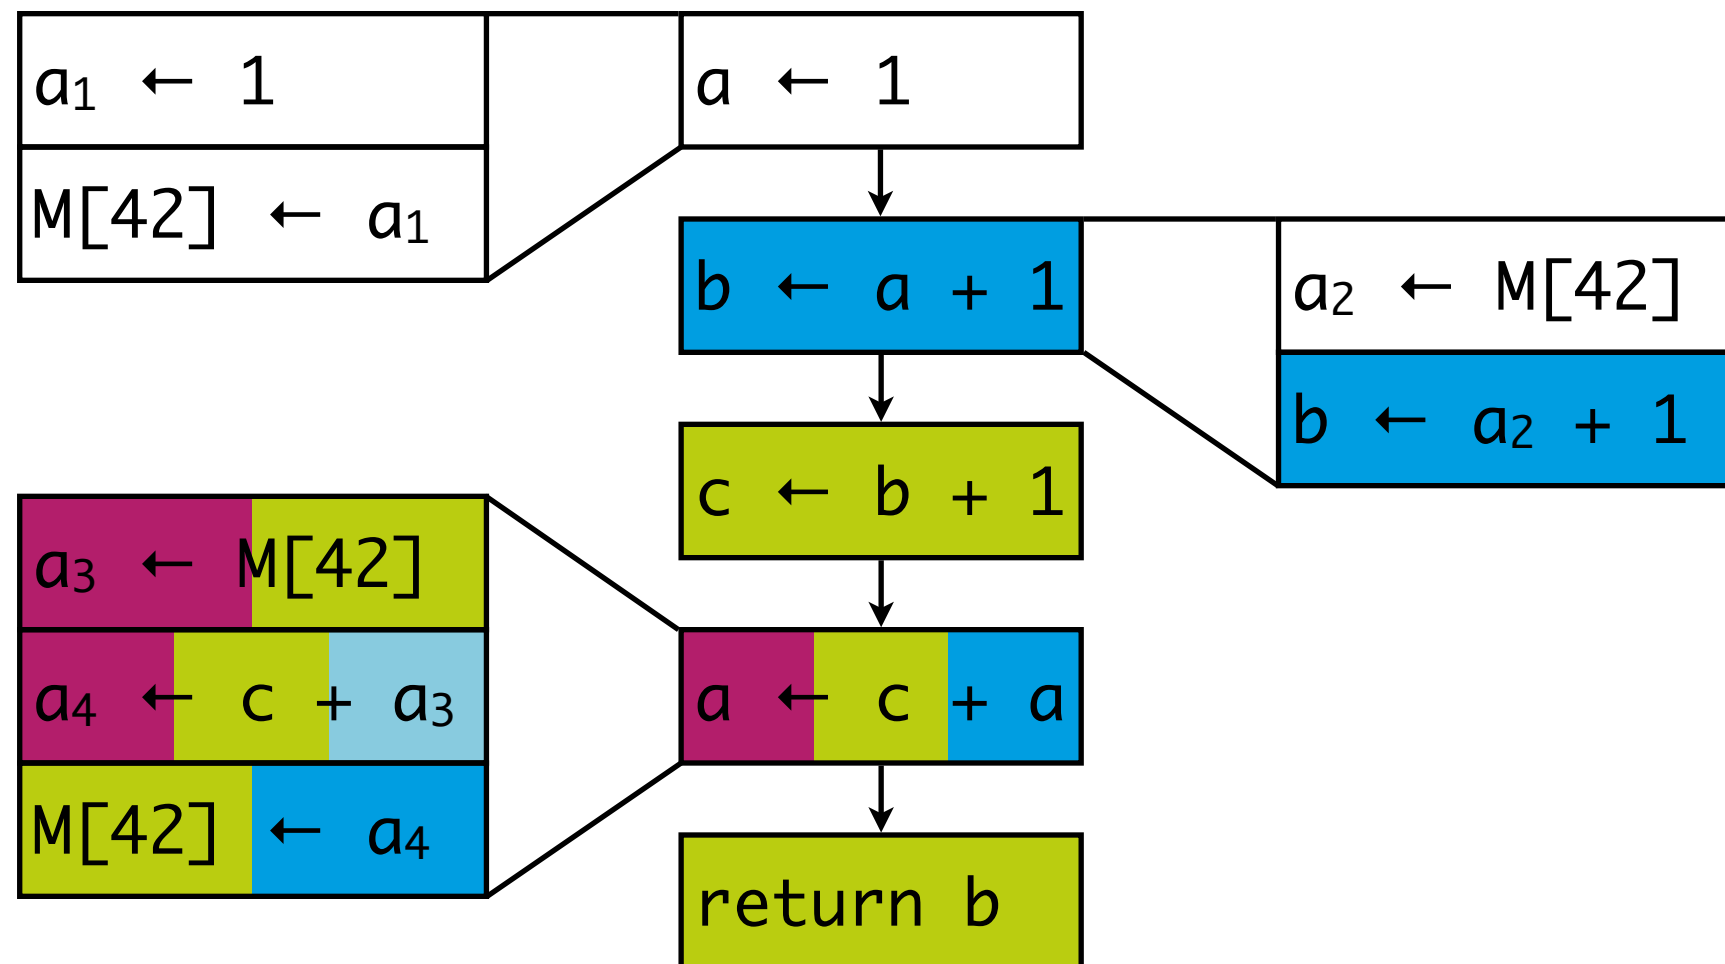 a₁ ← 1
M[42] ← a₁
a ← 1
b ← a + 1
a₂ ← M[42]
b ← a₂ + 1
c ← b + 1
a₃ ← M[42]
a₄ ← c + a₃
M[42] ← a₄
a ← c + a
return b